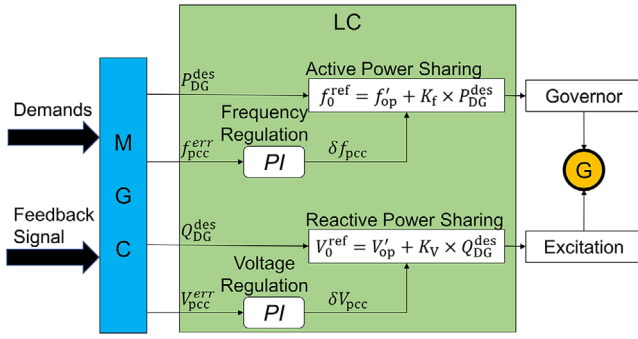 LC
Demands
Feedback
Signal
M
G
C
P_DG^des
Active Power Sharing
f_0^ref = f'_op + K_f × P_DG^des
Governor
Frequency
Regulation
f_pcc^err
PI
δf_pcc
G
Q_DG^des
Reactive Power Sharing
V_0^ref = V'_op + K_V × Q_DG^des
Excitation
Voltage
Regulation
V_pcc^err
PI
δV_pcc